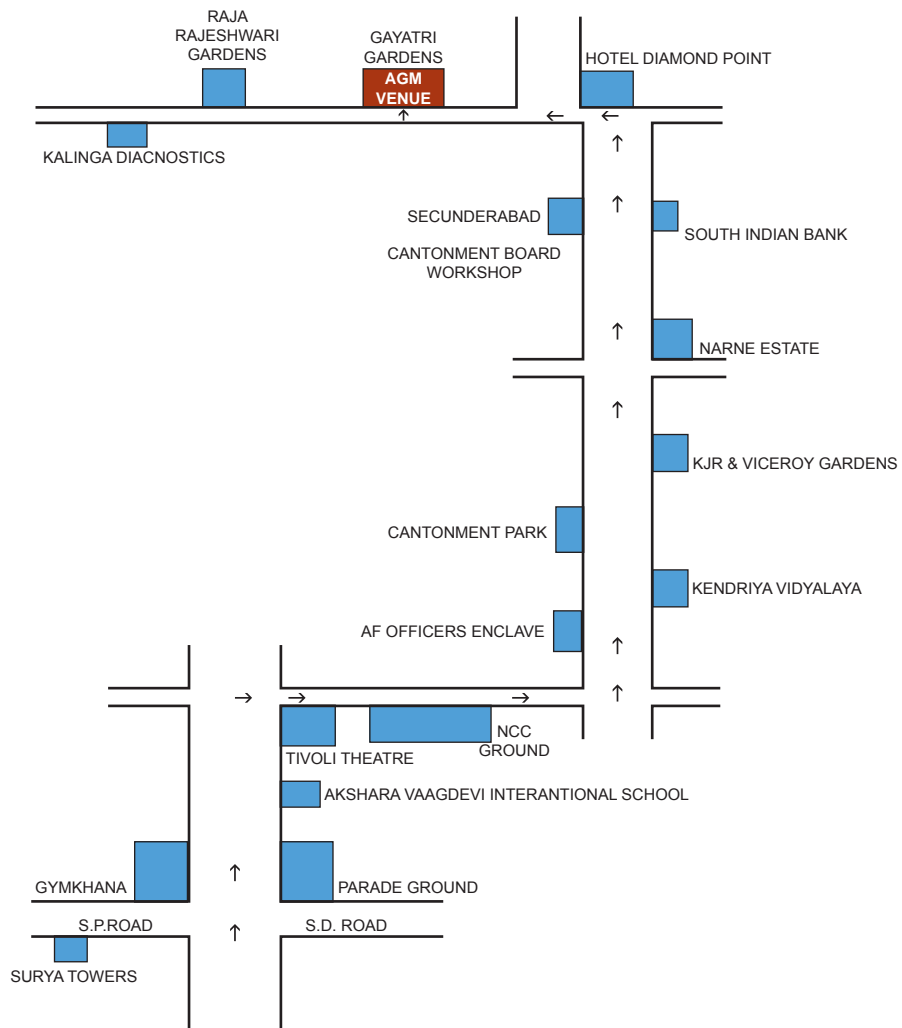 RAJA
RAJESHWARI
GARDENS
GAYATRI
GARDENS
AGM
VENUE
HOTEL DIAMOND POINT
KALINGA DIACNOSTICS
SECUNDERABAD
CANTONMENT BOARD
WORKSHOP
SOUTH INDIAN BANK
NARNE ESTATE
KJR & VICEROY GARDENS
CANTONMENT PARK
KENDRIYA VIDYALAYA
AF OFFICERS ENCLAVE
NCC
GROUND
TIVOLI THEATRE
AKSHARA VAAGDEVI INTERANTIONAL SCHOOL
GYMKHANA
PARADE GROUND
S.P.ROAD
S.D. ROAD
SURYA TOWERS